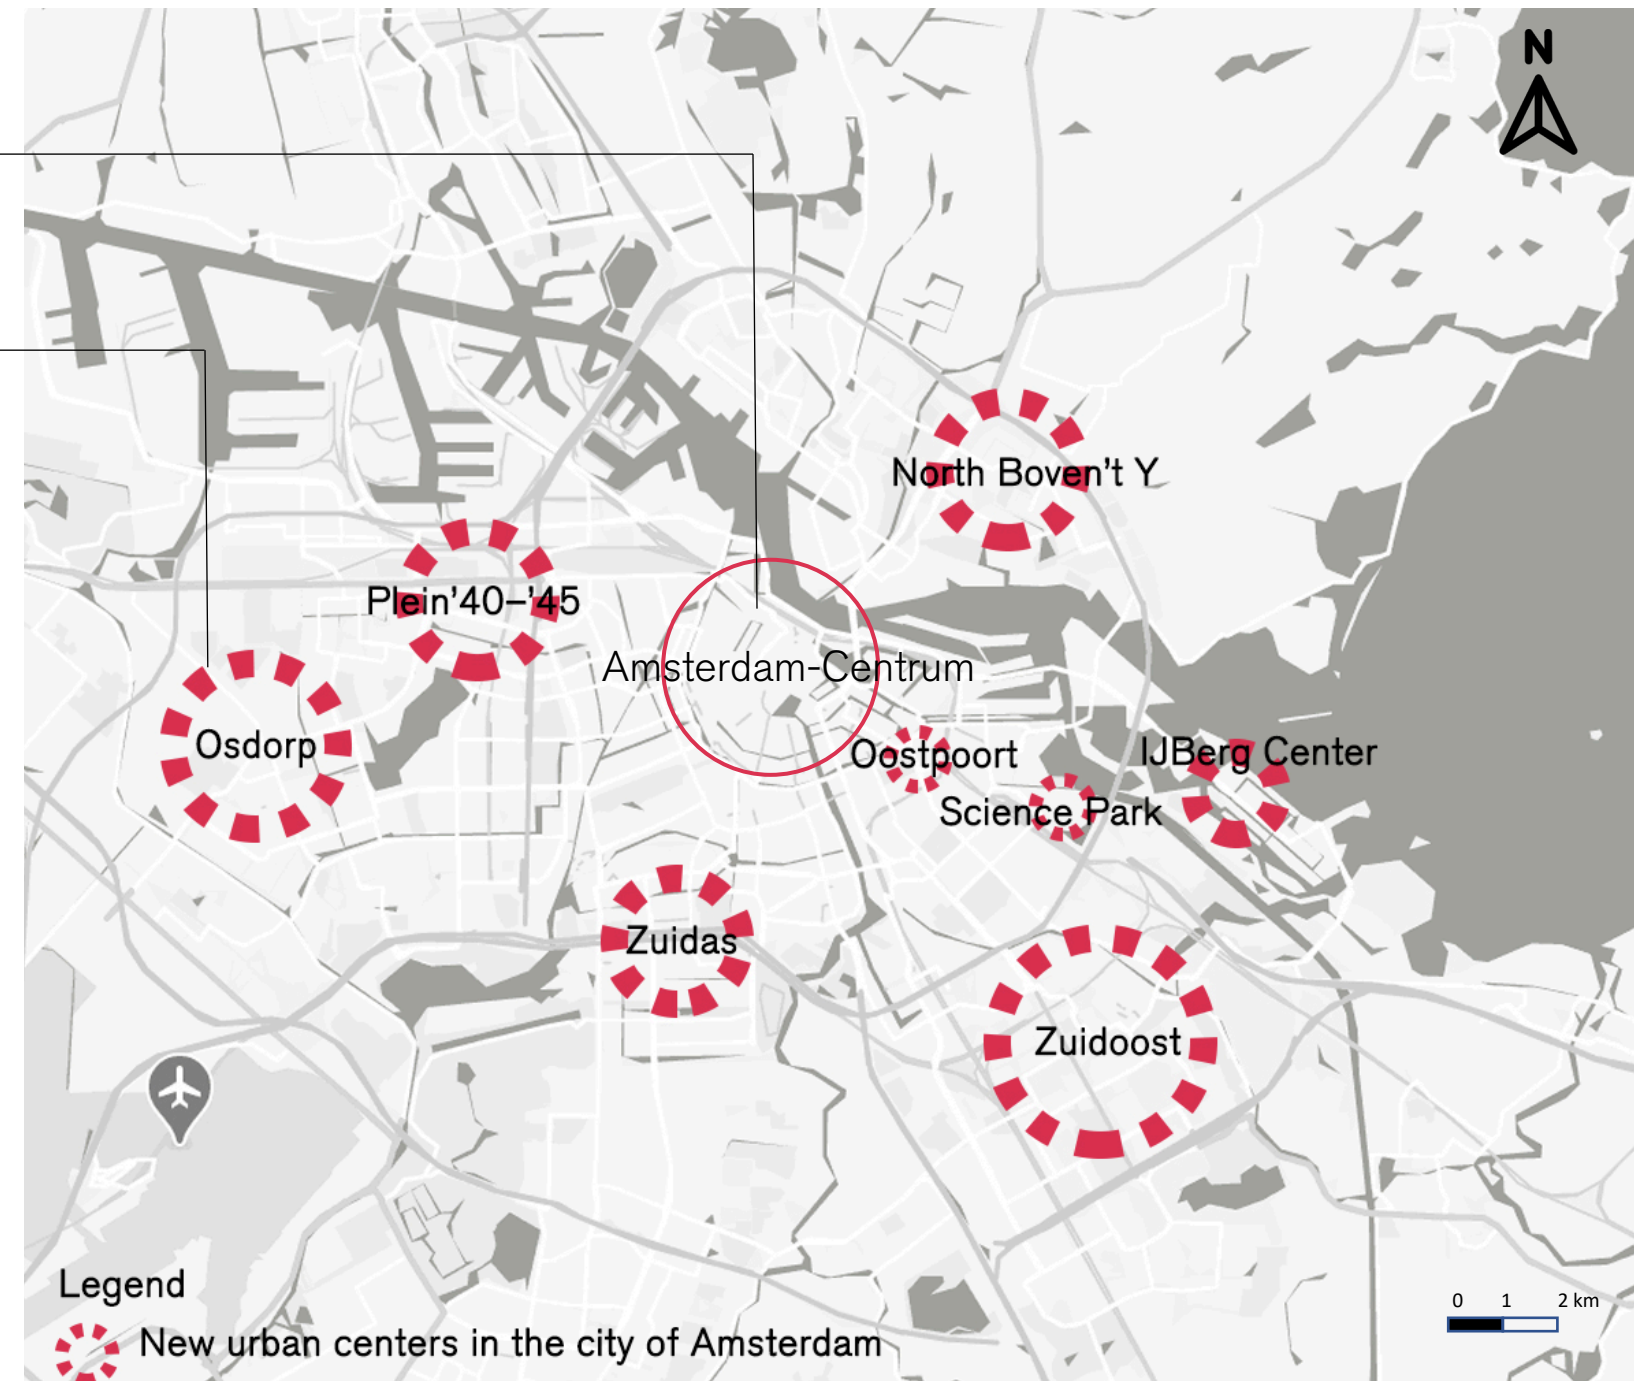 N
North Boven't Y
Plein'40–'45
Amsterdam-Centrum
Osdorp
Oostpoort
IJBerg Center
Science Park
Zuidas
Zuidoost
Legend
New urban centers in the city of Amsterdam
0 1 2 km